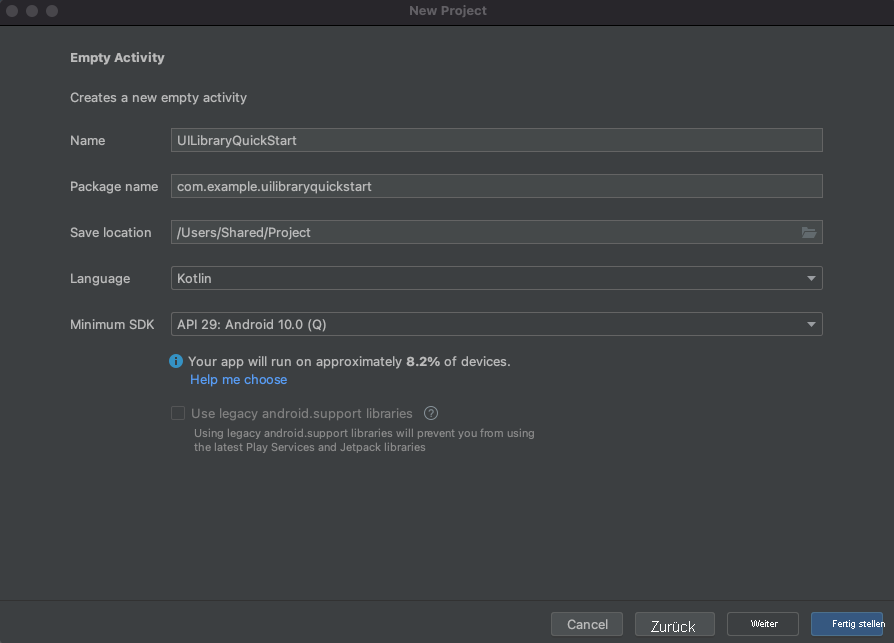 New Project
Empty Activity
Creates a new empty activity
Name UILibraryQuickStart
Package name com.example.uilibraryquickstart
Save location /Users/Shared/Project
Language Kotlin
Minimum SDK API 29: Android 10.0 (Q)
i Your app will run on approximately 8.2% of devices.
Help me choose
Use legacy android.support libraries ?
Using legacy android.support libraries will prevent you from using
the latest Play Services and Jetpack libraries
Cancel Zurück Weiter Fertig stellen